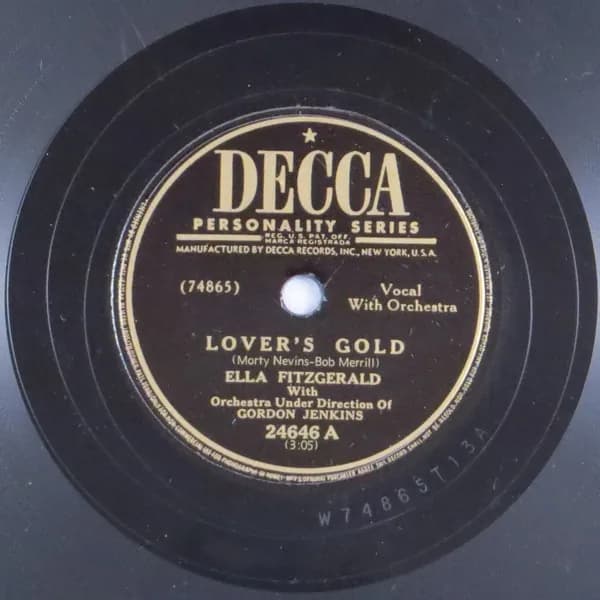 DECCA
PERSONALITY SERIES
REG. U.S. PAT. OFF.
MARCA REGISTRADA
MANUFACTURED BY DECCA RECORDS, INC., NEW YORK, U.S.A.
(74865)
Vocal
With Orchestra
LOVER'S GOLD
(Morty Nevins-Bob Merrill)
ELLA FITZGERALD
With
Orchestra Under Direction Of
GORDON JENKINS
24646 A
(3:05)
W74865T13A